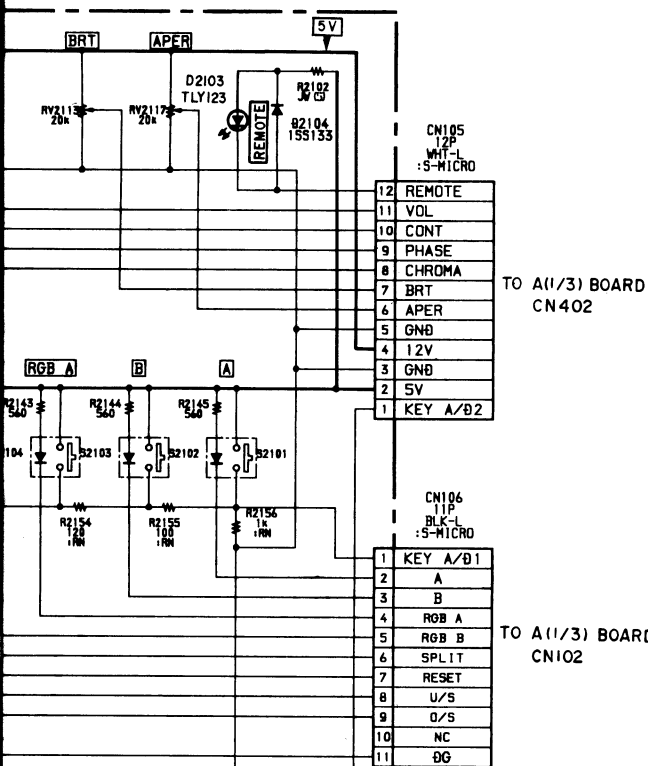 5V
BRT
APER
D2103
TLY123
R2102
JW (5)
RV2113
20k
RV2117
20k
REMOTE
D2104
1SS133
CN105
12P
WHT-L
:S-MICRO
12 REMOTE
11 VOL
10 CONT
9 PHASE
8 CHROMA
7 BRT
6 APER
5 GND
4 12V
3 GND
2 5V
1 KEY A/D2
TO A(1/3) BOARD
CN402
RGB A
B
A
R2143
560
R2144
560
R2145
560
104
S2103
S2102
S2101
R2154
120
:RN
R2155
100
:RN
R2156
1k
:RN
CN106
11P
BLK-L
:S-MICRO
1 KEY A/D1
2 A
3 B
4 RGB A
5 RGB B
6 SPLIT
7 RESET
8 U/S
9 O/S
10 NC
11 DG
TO A(1/3) BOARD
CN102